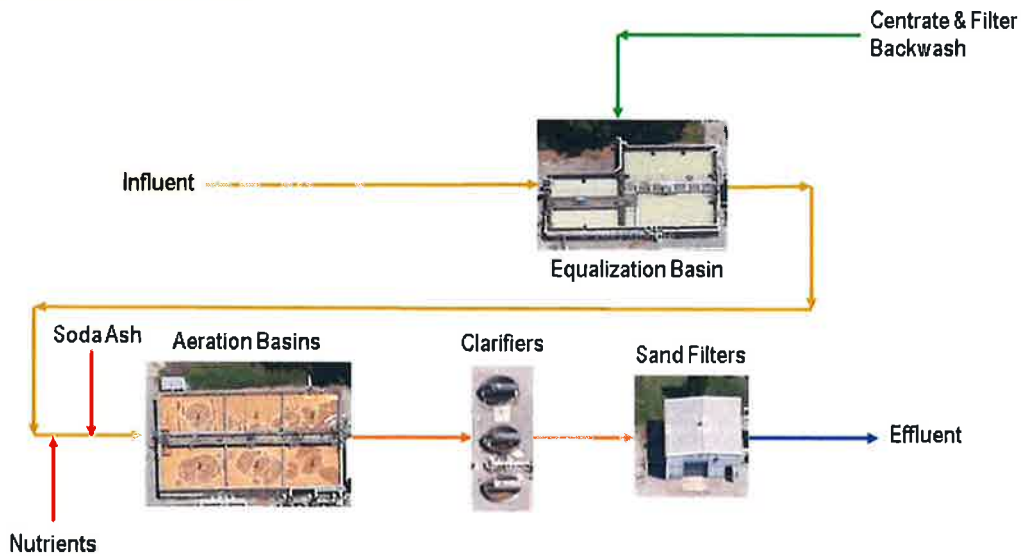 Centrate & Filter
Backwash
Influent
Equalization Basin
Soda Ash
Aeration Basins
Clarifiers
Sand Filters
Effluent
Nutrients